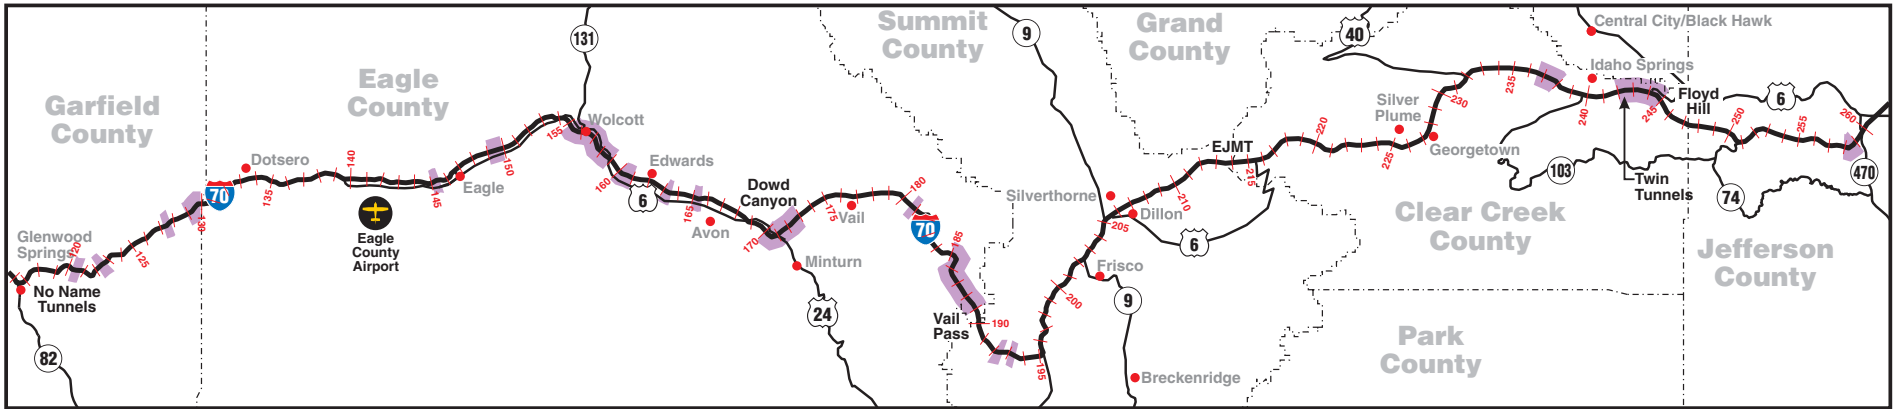 Garfield
County
Eagle
County
Summit
County
Grand
County
Clear Creek
County
Jefferson
County
Park
County
Glenwood
Springs
No Name
Tunnels
82
120
125
130
70
Dotsero
135
140
Eagle
County
Airport
145
Eagle
150
155
131
Wolcott
160
Edwards
6
165
Avon
Dowd
Canyon
170
Minturn
24
175
Vail
180
70
185
Vail
Pass
190
195
200
Frisco
9
Breckenridge
9
Silverthorne
205
Dillon
6
210
EJMT
215
220
225
Silver
Plume
Georgetown
230
40
235
240
Central City/Black Hawk
Idaho Springs
245
Floyd
Hill
Twin
Tunnels
103
74
250
6
255
260
470